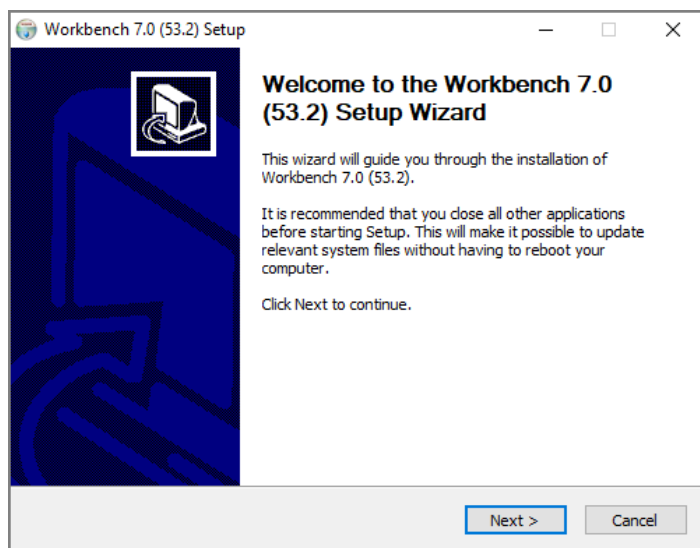 Workbench 7.0 (53.2) Setup
Welcome to the Workbench 7.0
(53.2) Setup Wizard
This wizard will guide you through the installation of
Workbench 7.0 (53.2).
It is recommended that you close all other applications
before starting Setup. This will make it possible to update
relevant system files without having to reboot your
computer.
Click Next to continue.
Next >
Cancel